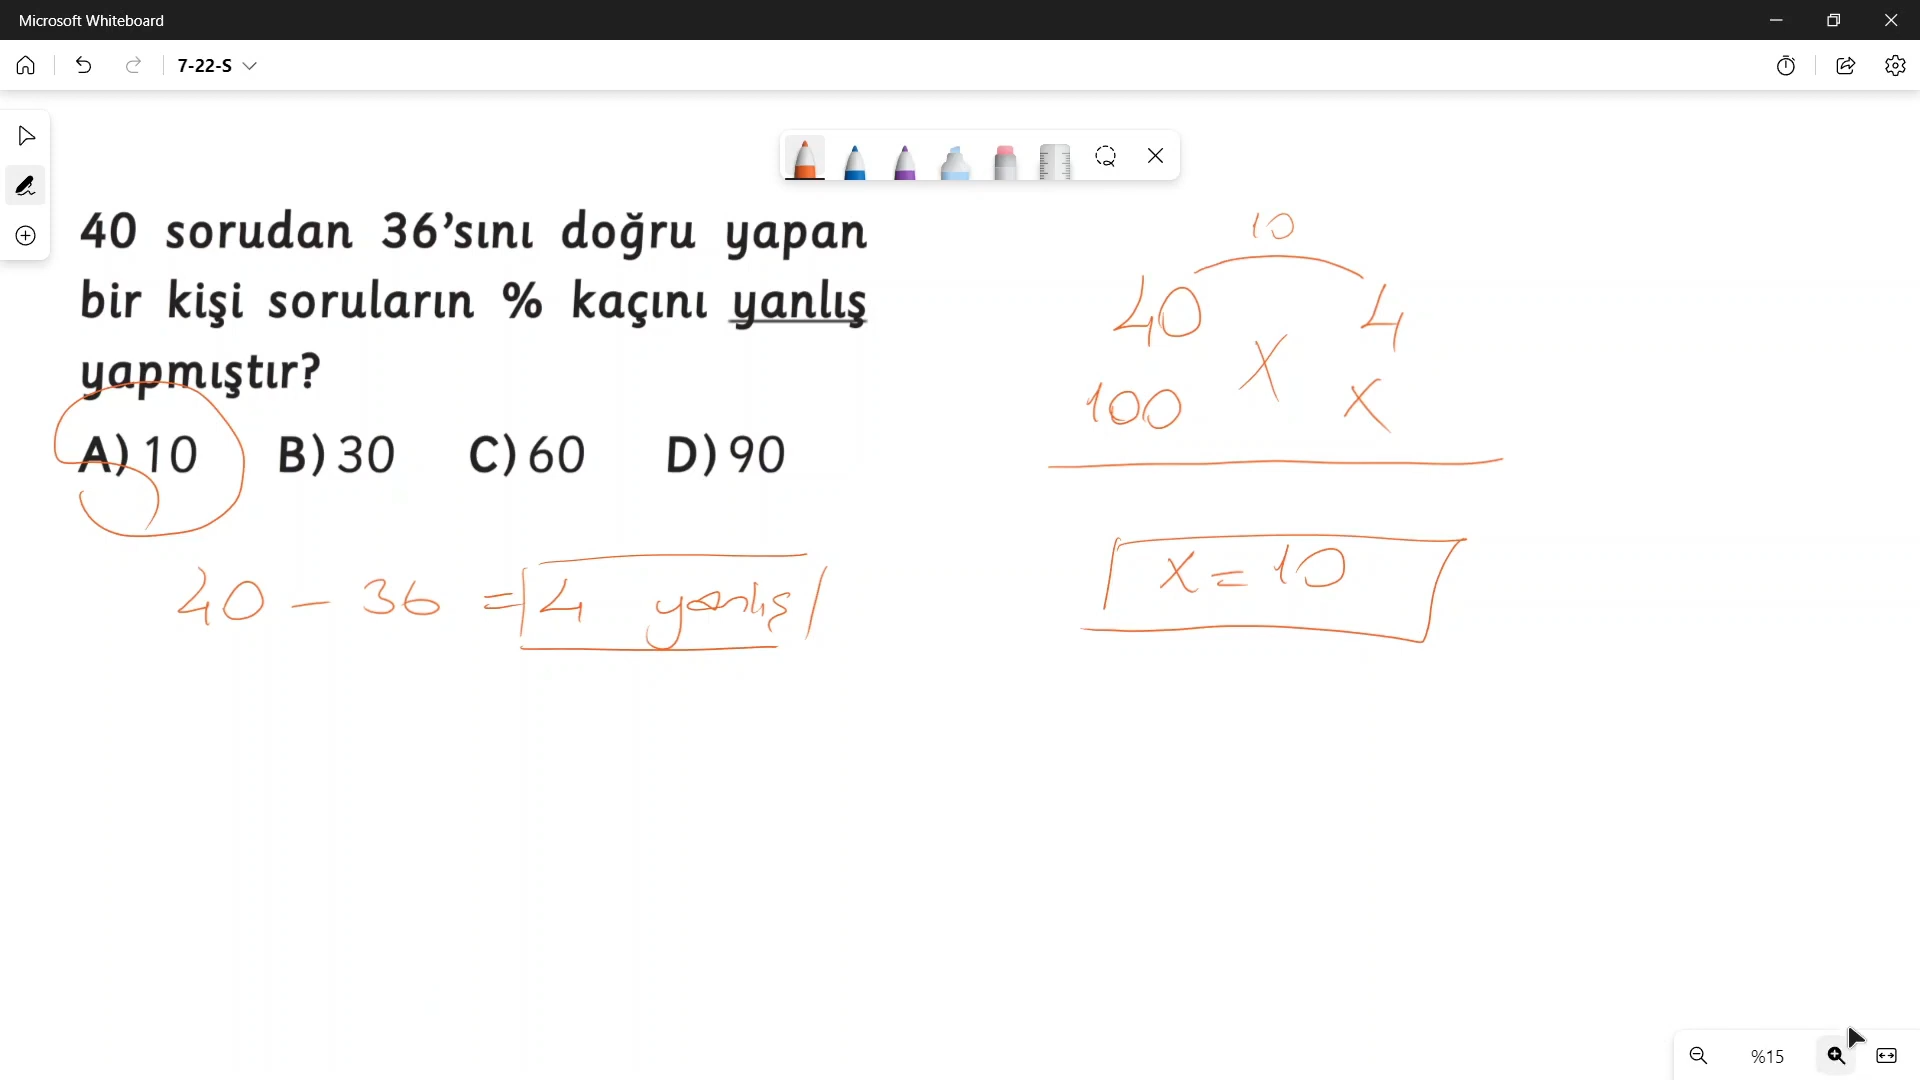 Microsoft Whiteboard
7-22-S
40 sorudan 36'sını doğru yapan
bir kişi soruların % kaçını yanlış
yapmıştır?
A) 10 B) 30 C) 60 D) 90
40 - 36 = 4 yanlış
10
40 4
X
100 x
x = 10
%15